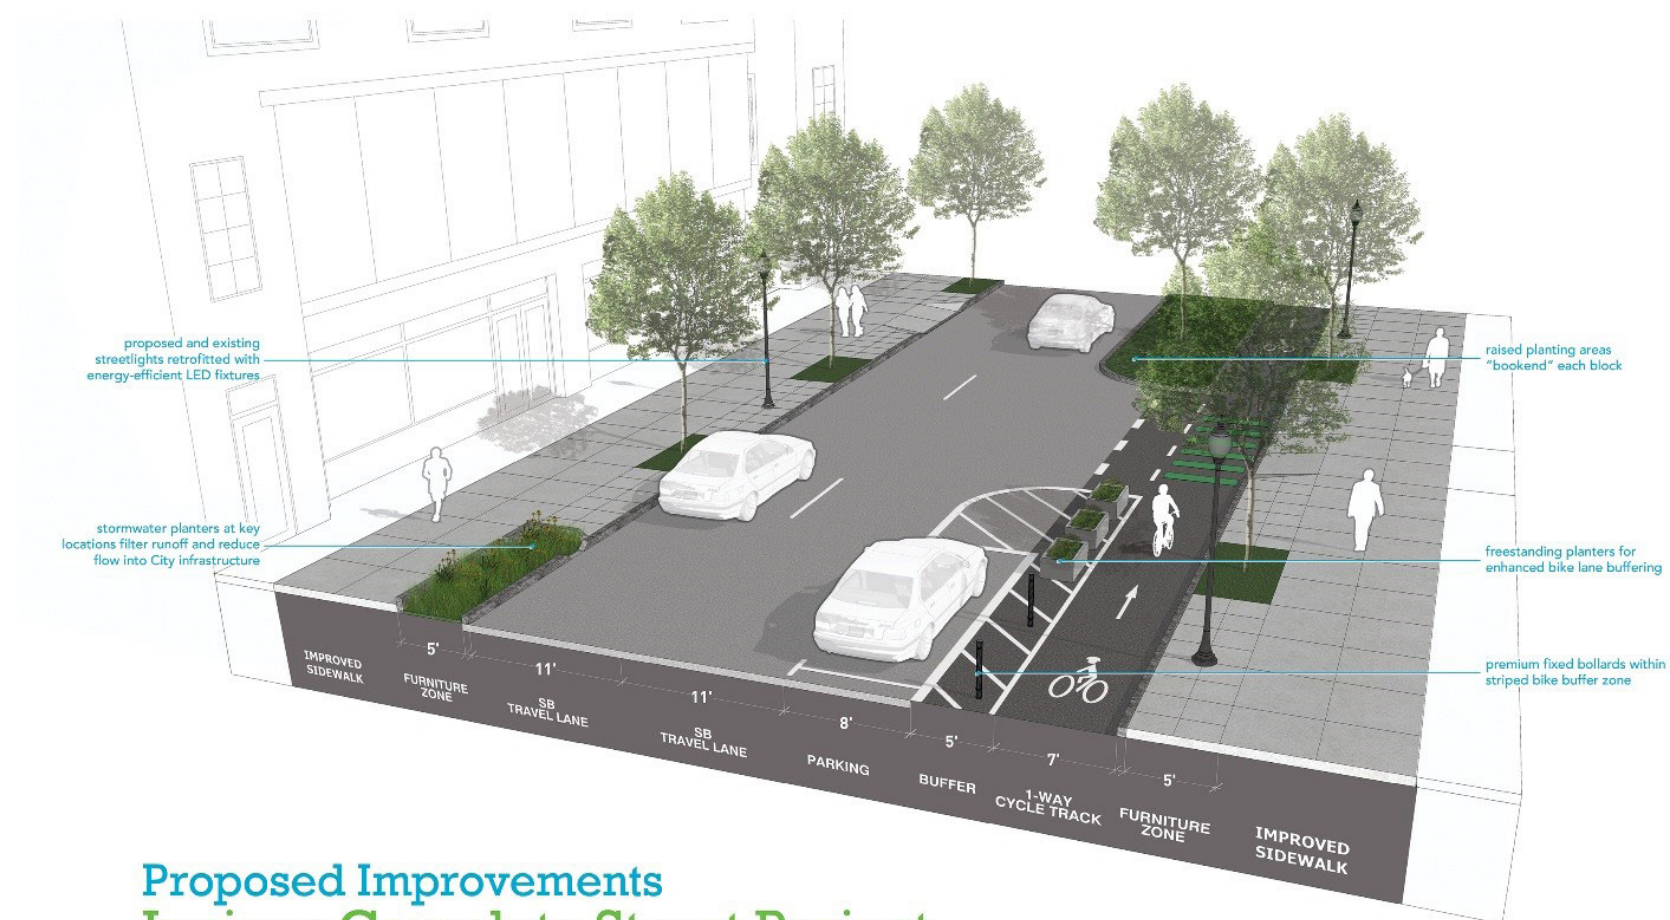 proposed and existing
streetlights retrofitted with
energy-efficient LED fixtures
stormwater planters at key
locations filter runoff and reduce
flow into City infrastructure
raised planting areas
"bookend" each block
freestanding planters for
enhanced bike lane buffering
premium fixed bollards within
striped bike buffer zone
IMPROVED
SIDEWALK
5'
FURNITURE
ZONE
11'
SB
TRAVEL LANE
11'
SB
TRAVEL LANE
8'
PARKING
5'
BUFFER
7'
1-WAY
CYCLE TRACK
5'
FURNITURE
ZONE
IMPROVED
SIDEWALK
Proposed Improvements
Complete Street Project